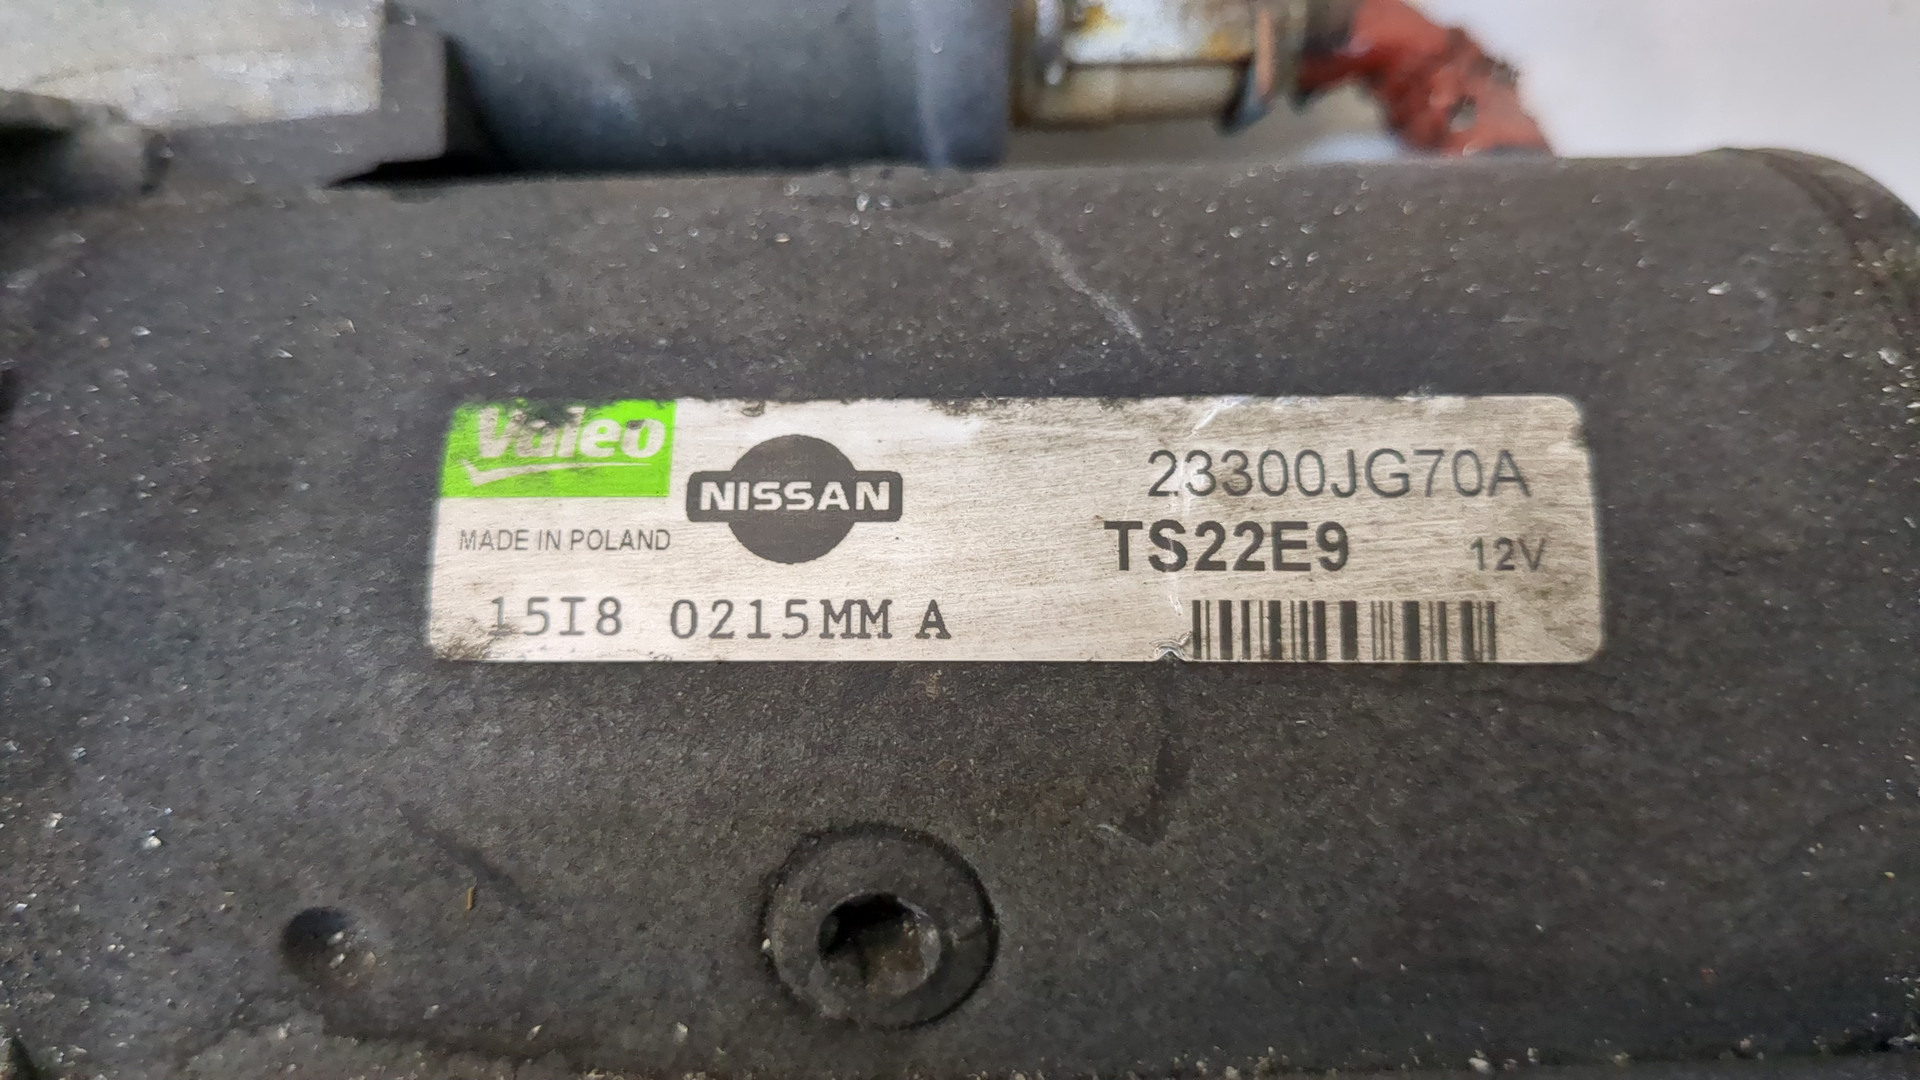 Valeo
NISSAN
23300JG70A
MADE IN POLAND
TS22E9 12V
15I8 0215MM A